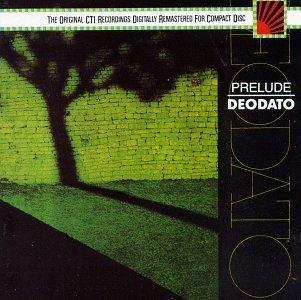 THE ORIGINAL CTI RECORDINGS DIGITALLY REMASTERED FOR COMPACT DISC
PRELUDE
DEODATO
DEODATO